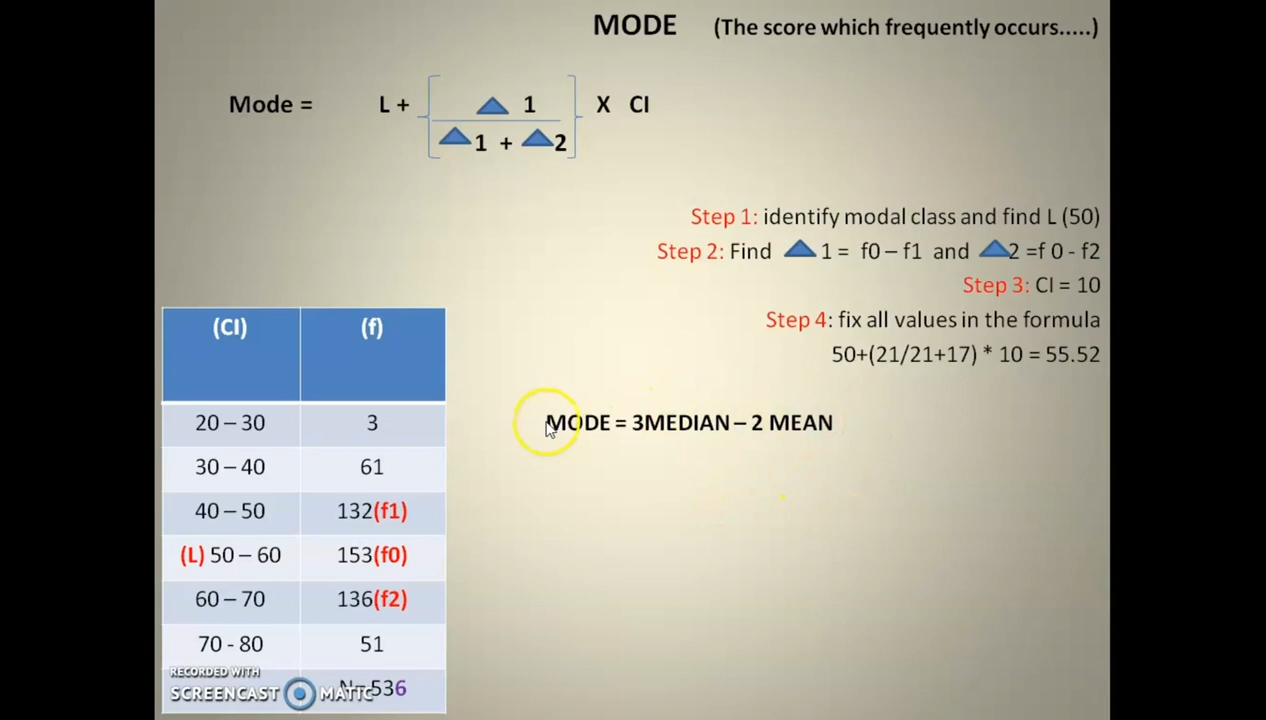 MODE (The score which frequently occurs.....)
Mode = L + 1 X CI
1 + 2
Step 1: identify modal class and find L (50)
Step 2: Find 1 = f0 – f1 and 2 =f 0 - f2
Step 3: CI = 10
Step 4: fix all values in the formula
50+(21/21+17) * 10 = 55.52
MODE = 3MEDIAN – 2 MEAN
(CI) (f)
20 – 30 3
30 – 40 61
40 – 50 132(f1)
(L) 50 – 60 153(f0)
60 – 70 136(f2)
70 - 80 51
N= 536
RECORDED WITH
SCREENCAST MATIC